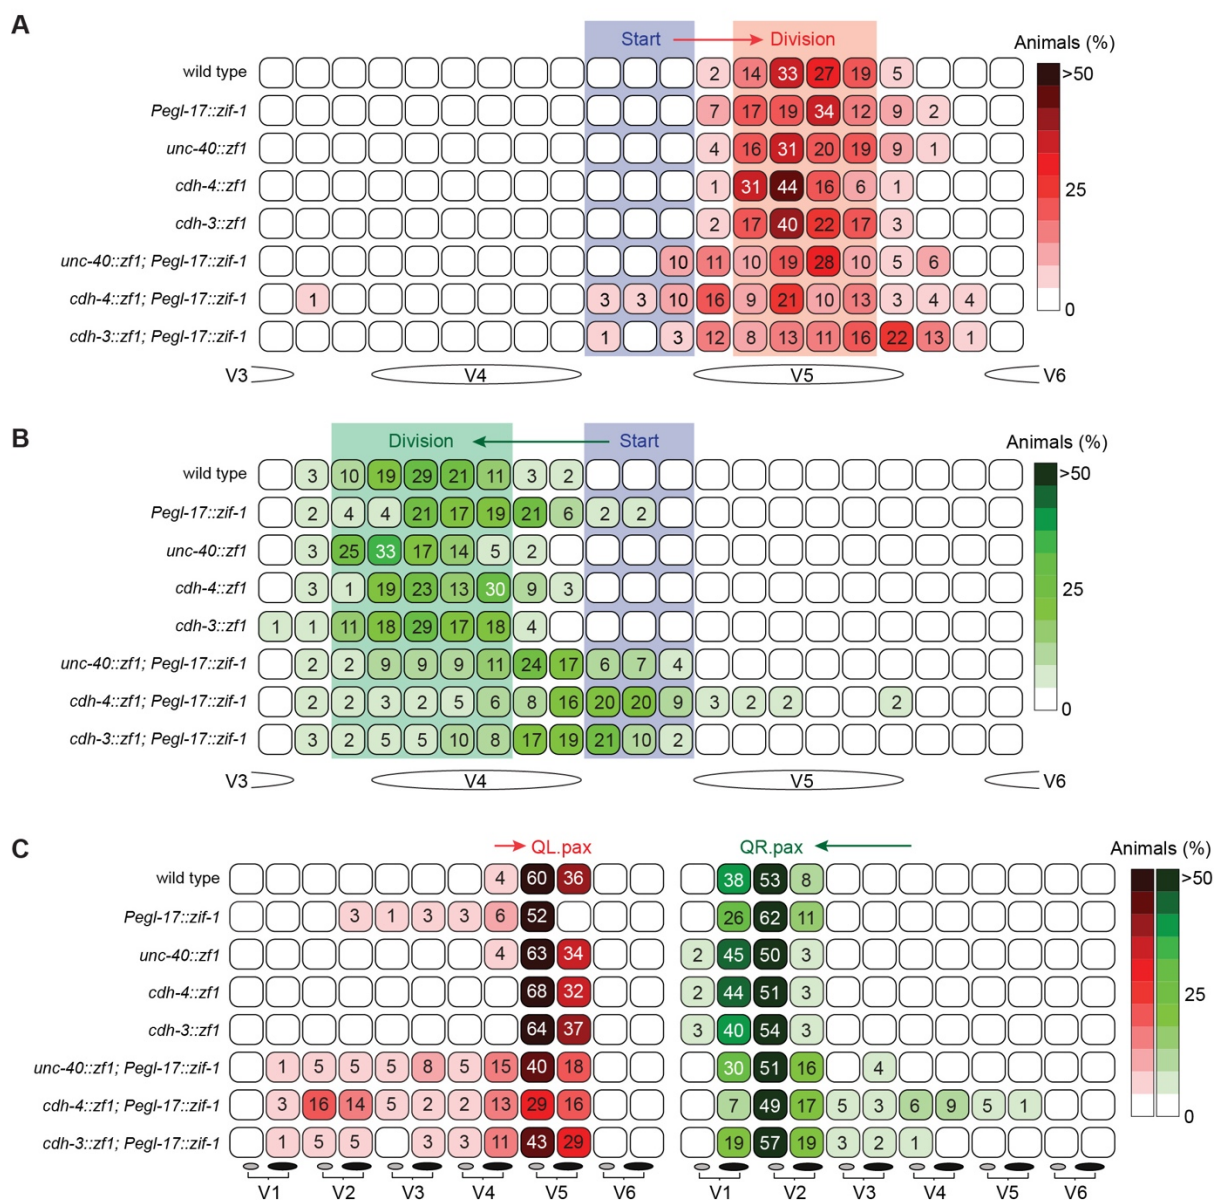 A
Start Division Animals (%)
wild type 2 14 33 27 19 5 >50
Pegl-17::zif-1 7 17 19 34 12 9 2
unc-40::zf1 4 16 31 20 19 9 1
cdh-4::zf1 1 31 44 16 6 1 25
cdh-3::zf1 2 17 40 22 17 3
unc-40::zf1; Pegl-17::zif-1 10 11 10 19 28 10 5 6
cdh-4::zf1; Pegl-17::zif-1 1 3 3 10 16 9 21 10 13 3 4 4 0
cdh-3::zf1; Pegl-17::zif-1 1 3 12 8 13 11 16 22 13 1
V3 V4 V5 V6
B
Division Start Animals (%)
wild type 3 10 19 29 21 11 3 2 >50
Pegl-17::zif-1 2 4 4 21 17 19 21 6 2 2
unc-40::zf1 3 25 33 17 14 5 2
cdh-4::zf1 3 1 19 23 13 30 9 3 25
cdh-3::zf1 1 1 11 18 29 17 18 4
unc-40::zf1; Pegl-17::zif-1 2 2 9 9 9 11 24 17 6 7 4
cdh-4::zf1; Pegl-17::zif-1 2 2 3 2 5 6 8 16 20 20 9 3 2 2 2 0
cdh-3::zf1; Pegl-17::zif-1 3 2 5 5 10 8 17 19 21 10 2
V3 V4 V5 V6
C
QL.pax QR.pax Animals (%)
wild type 4 60 36 38 53 8 >50
Pegl-17::zif-1 3 1 3 3 6 52 26 62 11
unc-40::zf1 4 63 34 2 45 50 3
cdh-4::zf1 68 32 2 44 51 3 25
cdh-3::zf1 64 37 3 40 54 3
unc-40::zf1; Pegl-17::zif-1 1 5 5 5 8 5 15 40 18 30 51 16 4
cdh-4::zf1; Pegl-17::zif-1 3 16 14 5 2 2 13 29 16 7 49 17 5 3 6 9 5 1 0
cdh-3::zf1; Pegl-17::zif-1 1 5 5 3 3 11 43 29 19 57 19 3 2 1
V1 V2 V3 V4 V5 V6 V1 V2 V3 V4 V5 V6